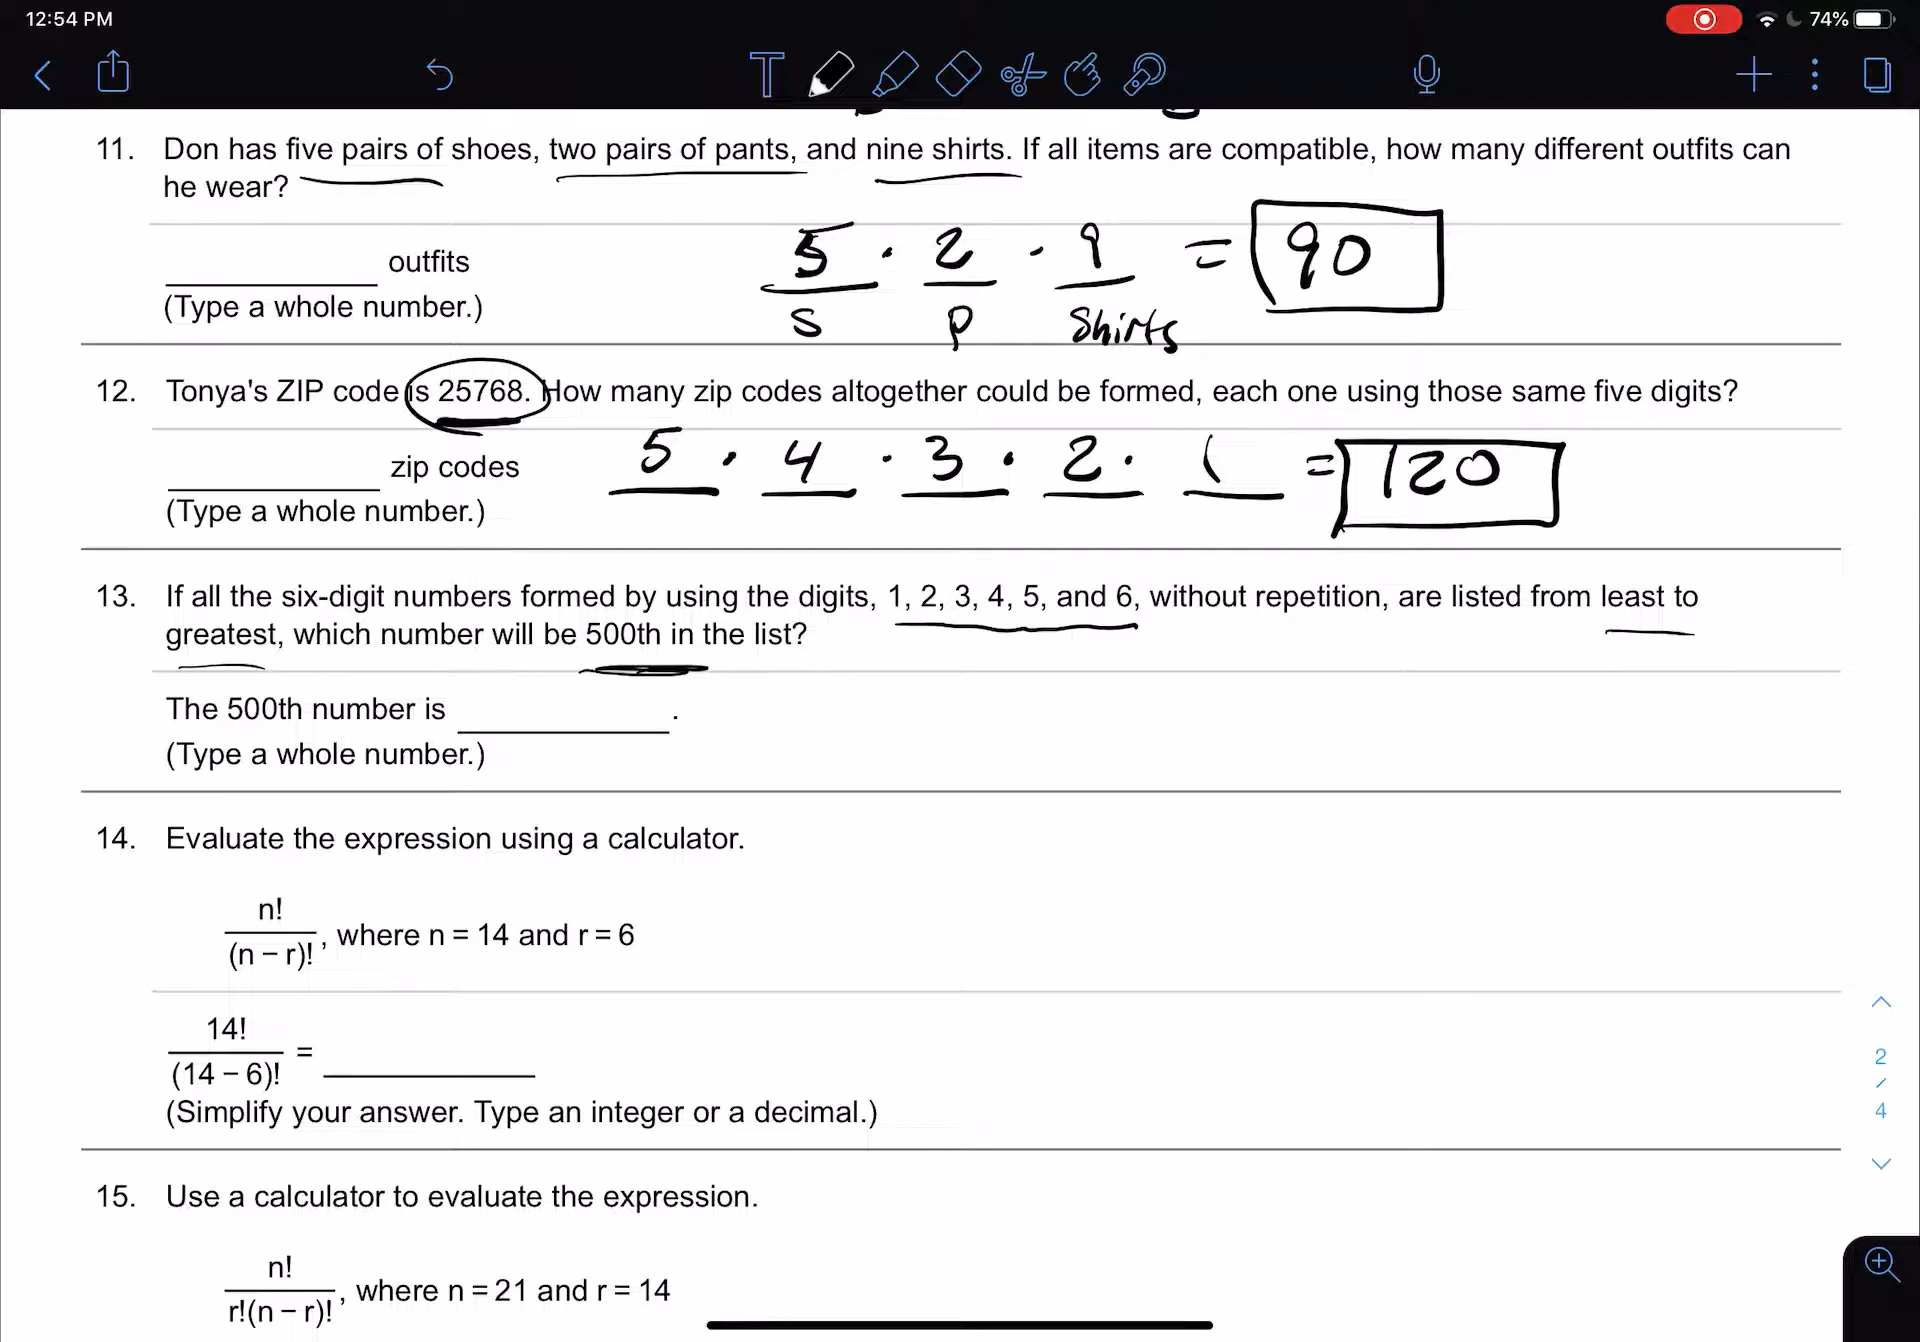 12:54 PM
74%
T
11. Don has five pairs of shoes, two pairs of pants, and nine shirts. If all items are compatible, how many different outfits can
he wear?
5 · 2 · 9 = 90
outfits
(Type a whole number.)
S P Shirts
12. Tonya's ZIP code is 25768. How many zip codes altogether could be formed, each one using those same five digits?
5 · 4 · 3 · 2 · 1 = 120
zip codes
(Type a whole number.)
13. If all the six-digit numbers formed by using the digits, 1, 2, 3, 4, 5, and 6, without repetition, are listed from least to
greatest, which number will be 500th in the list?
The 500th number is .
(Type a whole number.)
14. Evaluate the expression using a calculator.
n!
(n − r)!
, where n = 14 and r = 6
14!
(14 − 6)!
=
(Simplify your answer. Type an integer or a decimal.)
2
/
4
15. Use a calculator to evaluate the expression.
n!
r!(n − r)!
, where n = 21 and r = 14